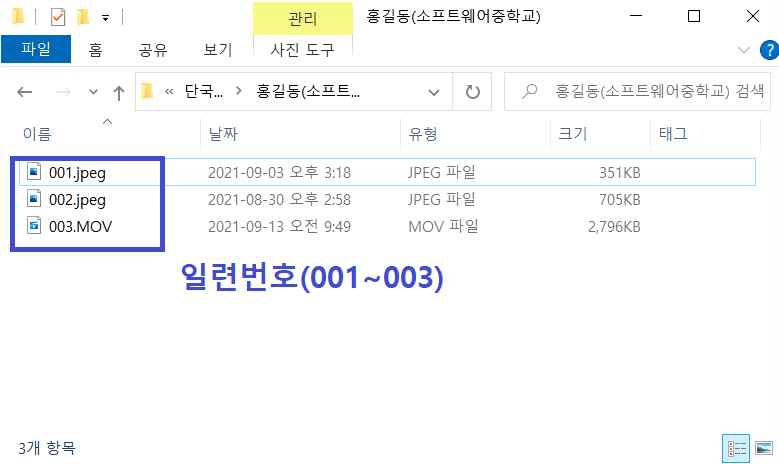 관리 홍길동(소프트웨어중학교)
파일 홈 공유 보기 사진 도구
« 단국... > 홍길동(소프트... 홍길동(소프트웨어중학교) 검색
이름 날짜 유형 크기 태그
001.jpeg 2021-09-03 오후 3:18 JPEG 파일 351KB
002.jpeg 2021-08-30 오후 2:58 JPEG 파일 705KB
003.MOV 2021-09-13 오전 9:49 MOV 파일 2,796KB
일련번호(001~003)
3개 항목